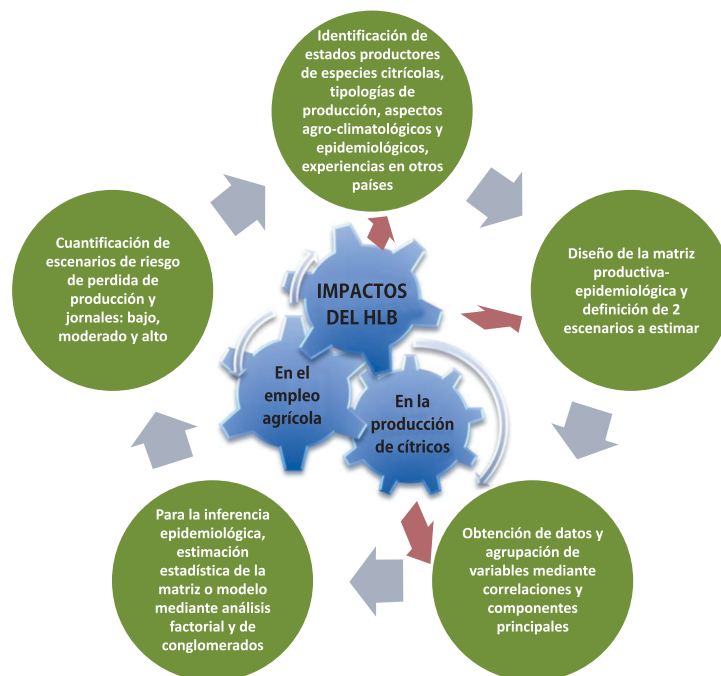 Identificación de
estados productores
de especies citrícolas,
tipologías de
producción, aspectos
agro-climatológicos y
epidemiológicos,
experiencias en otros
países
Diseño de la matriz
productiva-
epidemiológica y
definición de 2
escenarios a estimar
Obtención de datos y
agrupación de
variables mediante
correlaciones y
componentes
principales
Para la inferencia
epidemiológica,
estimación
estadística de la
matriz o modelo
mediante análisis
factorial y de
conglomerados
Cuantificación de
escenarios de riesgo
de perdida de
producción y
jornales: bajo,
moderado y alto
IMPACTOS
DEL HLB
En el
empleo
agrícola
En la
producción
de cítricos